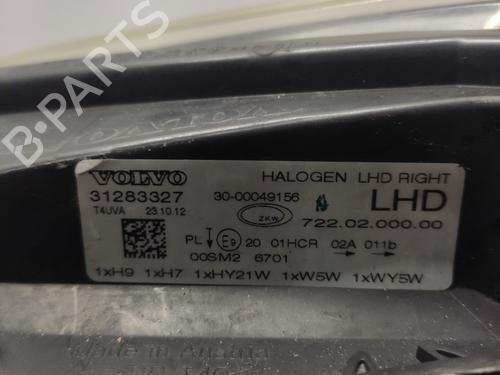 B-PARTS
VOLVO HALOGEN LHD RIGHT
31283327 30-00049156 LHD
T4UVA 23.10.12 ZKW 722.02.000.00
PL E9 20 01HCR 02A 011b
00SM2 6701
1xH9 1xH7 1xHY21W 1xW5W 1xWY5W
Made in Austria